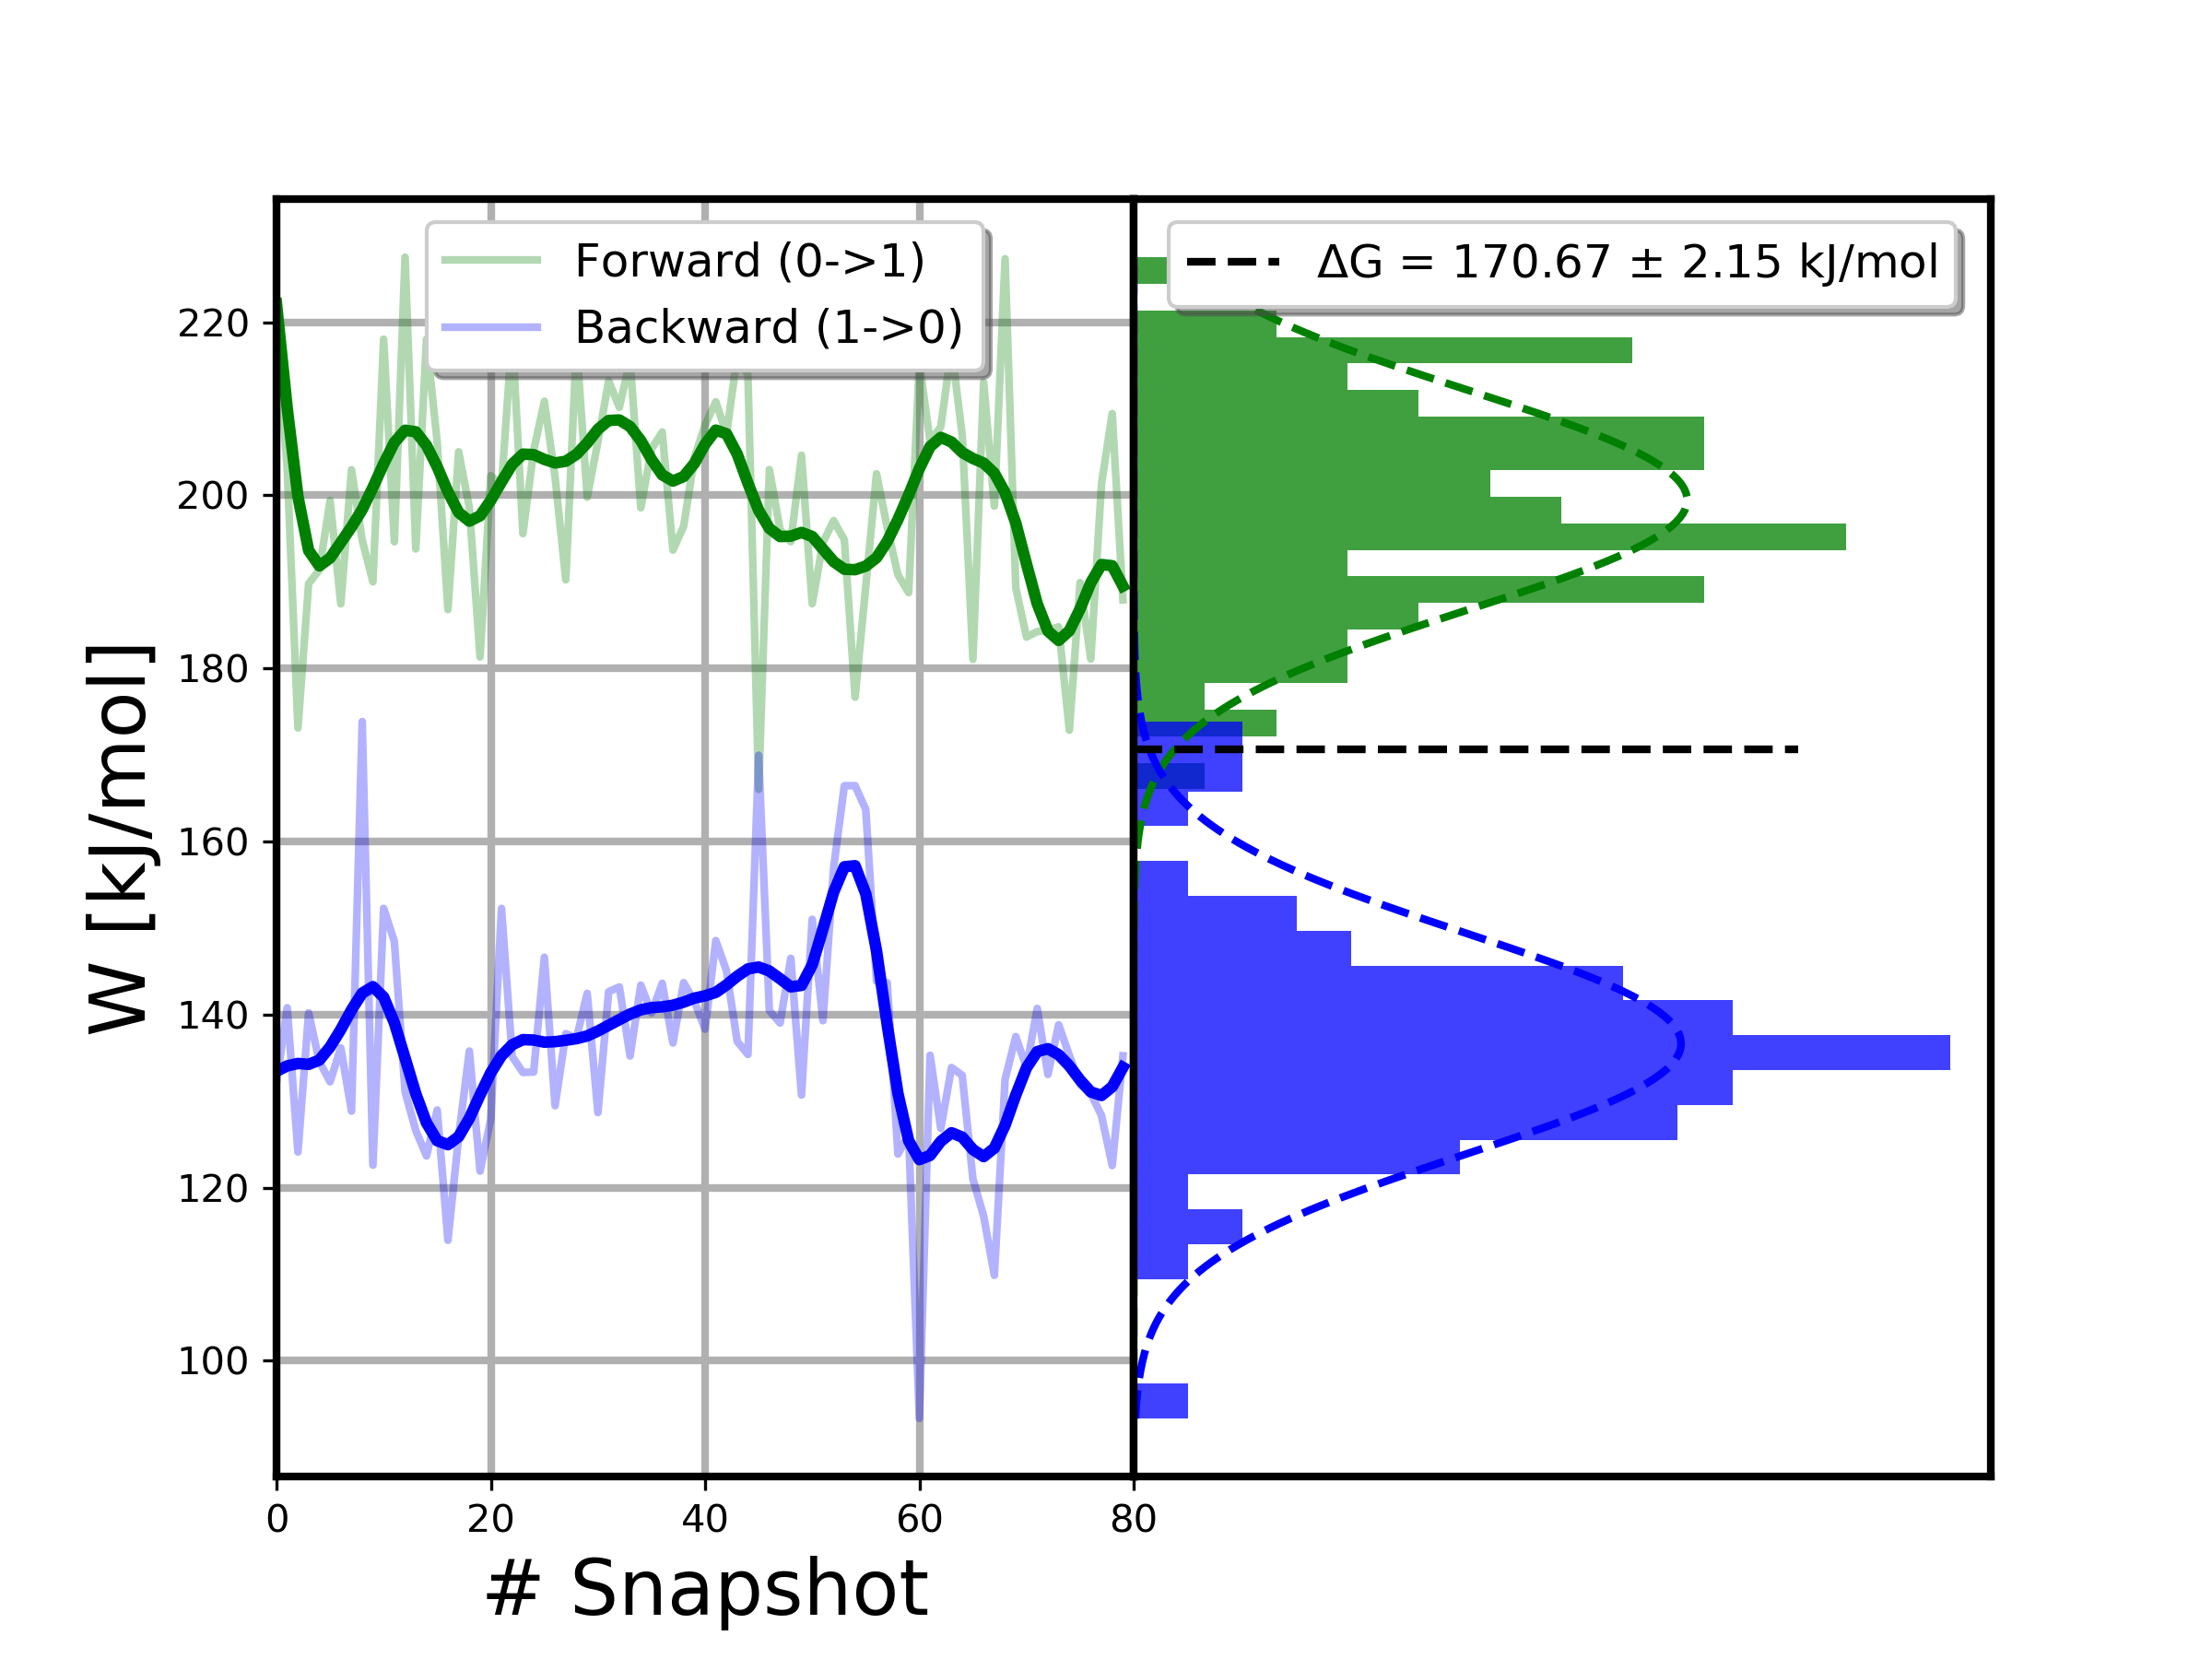 Forward (0->1)
Backward (1->0)
ΔG = 170.67 ± 2.15 kJ/mol
W [kJ/mol]
220
200
180
160
140
120
100
0 20 40 60 80
# Snapshot